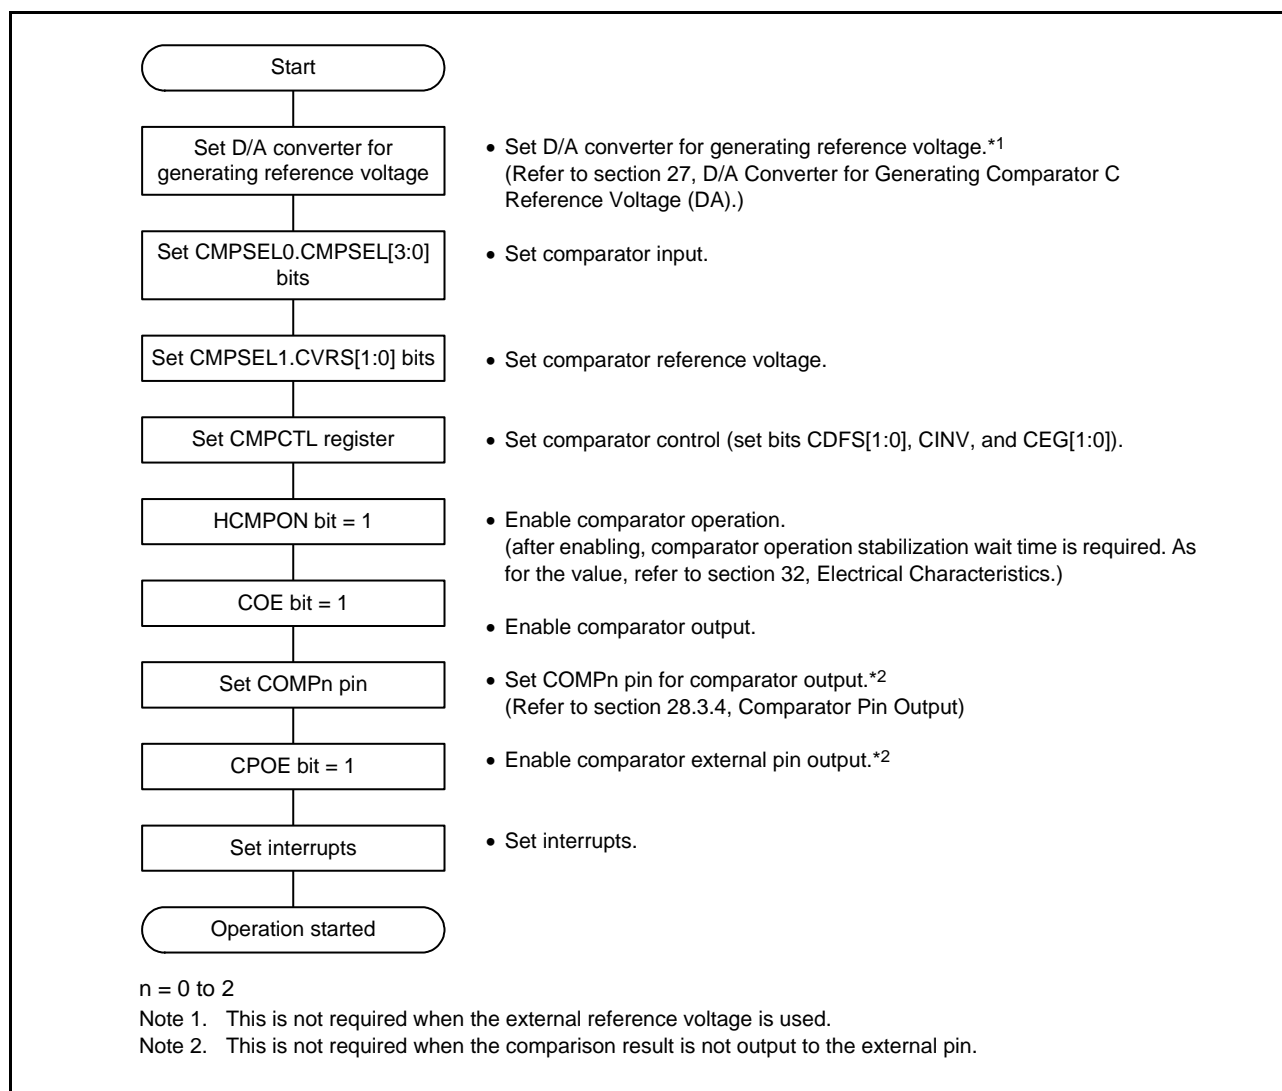 Start
Set D/A converter for
generating reference voltage
• Set D/A converter for generating reference voltage.*1
(Refer to section 27, D/A Converter for Generating Comparator C
Reference Voltage (DA).)
Set CMPSEL0.CMPSEL[3:0]
bits
• Set comparator input.
Set CMPSEL1.CVRS[1:0] bits
• Set comparator reference voltage.
Set CMPCTL register
• Set comparator control (set bits CDFS[1:0], CINV, and CEG[1:0]).
HCMPON bit = 1
• Enable comparator operation.
(after enabling, comparator operation stabilization wait time is required. As
for the value, refer to section 32, Electrical Characteristics.)
COE bit = 1
• Enable comparator output.
Set COMPn pin
• Set COMPn pin for comparator output.*2
(Refer to section 28.3.4, Comparator Pin Output)
CPOE bit = 1
• Enable comparator external pin output.*2
Set interrupts
• Set interrupts.
Operation started
n = 0 to 2
Note 1. This is not required when the external reference voltage is used.
Note 2. This is not required when the comparison result is not output to the external pin.